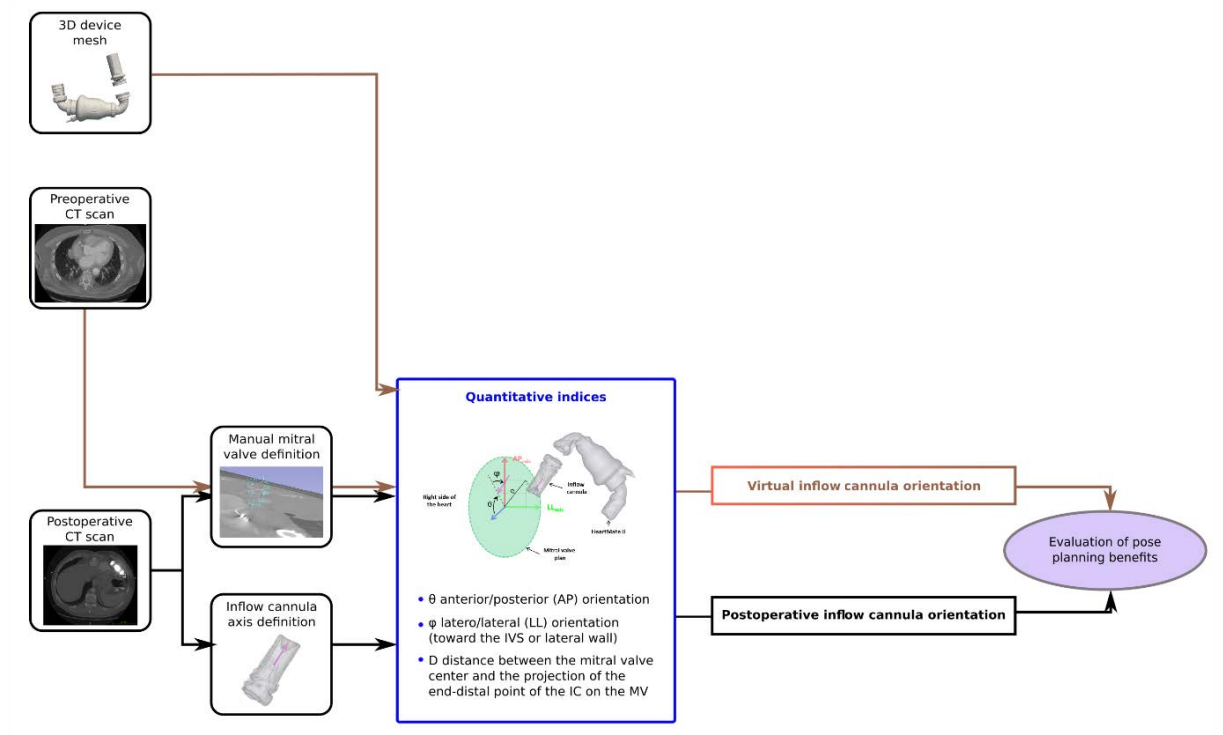 3D device
mesh
Preoperative
CT scan
Manual mitral
valve definition
Postoperative
CT scan
Inflow cannula
axis definition
Quantitative indices
AP
φ
θ
Right side of
the heart
Inflow
cannula
HeartMate II
Mitral valve
plan
• θ anterior/posterior (AP) orientation
• φ latero/lateral (LL) orientation
(toward the IVS or lateral wall)
• D distance between the mitral valve
center and the projection of the
end-distal point of the IC on the MV
Virtual inflow cannula orientation
Postoperative inflow cannula orientation
Evaluation of pose
planning benefits